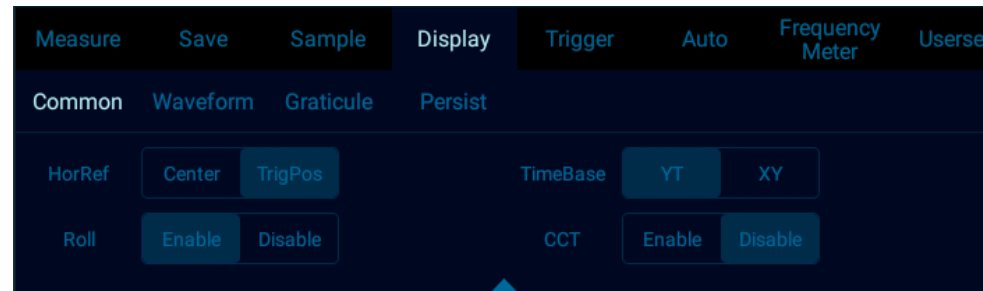 Measure Save Sample Display Trigger Auto Frequency Meter Userse
Common Waveform Graticule Persist
HorRef Center TrigPos TimeBase YT XY
Roll Enable Disable CCT Enable Disable